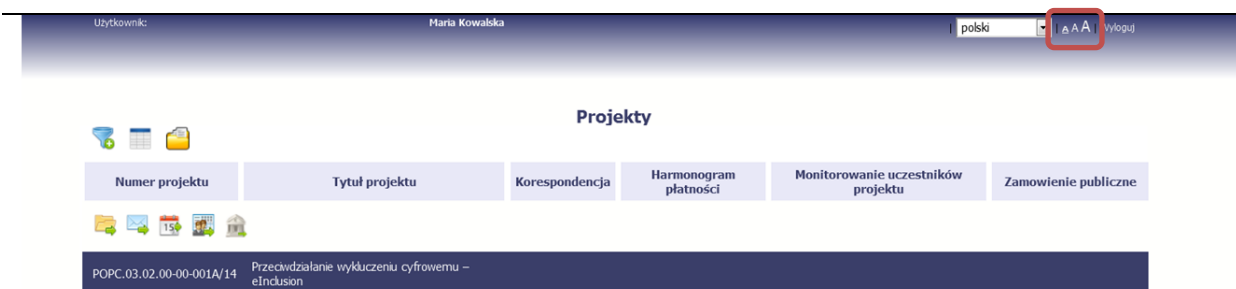 Użytkownik: Maria Kowalska | polski | A A A | Wyloguj
Projekty
Numer projektu Tytuł projektu Korespondencja Harmonogram płatności Monitorowanie uczestników projektu Zamowienie publiczne
15
POPC.03.02.00-00-001A/14 Przeciwdziałanie wykluczeniu cyfrowemu –
eInclusion